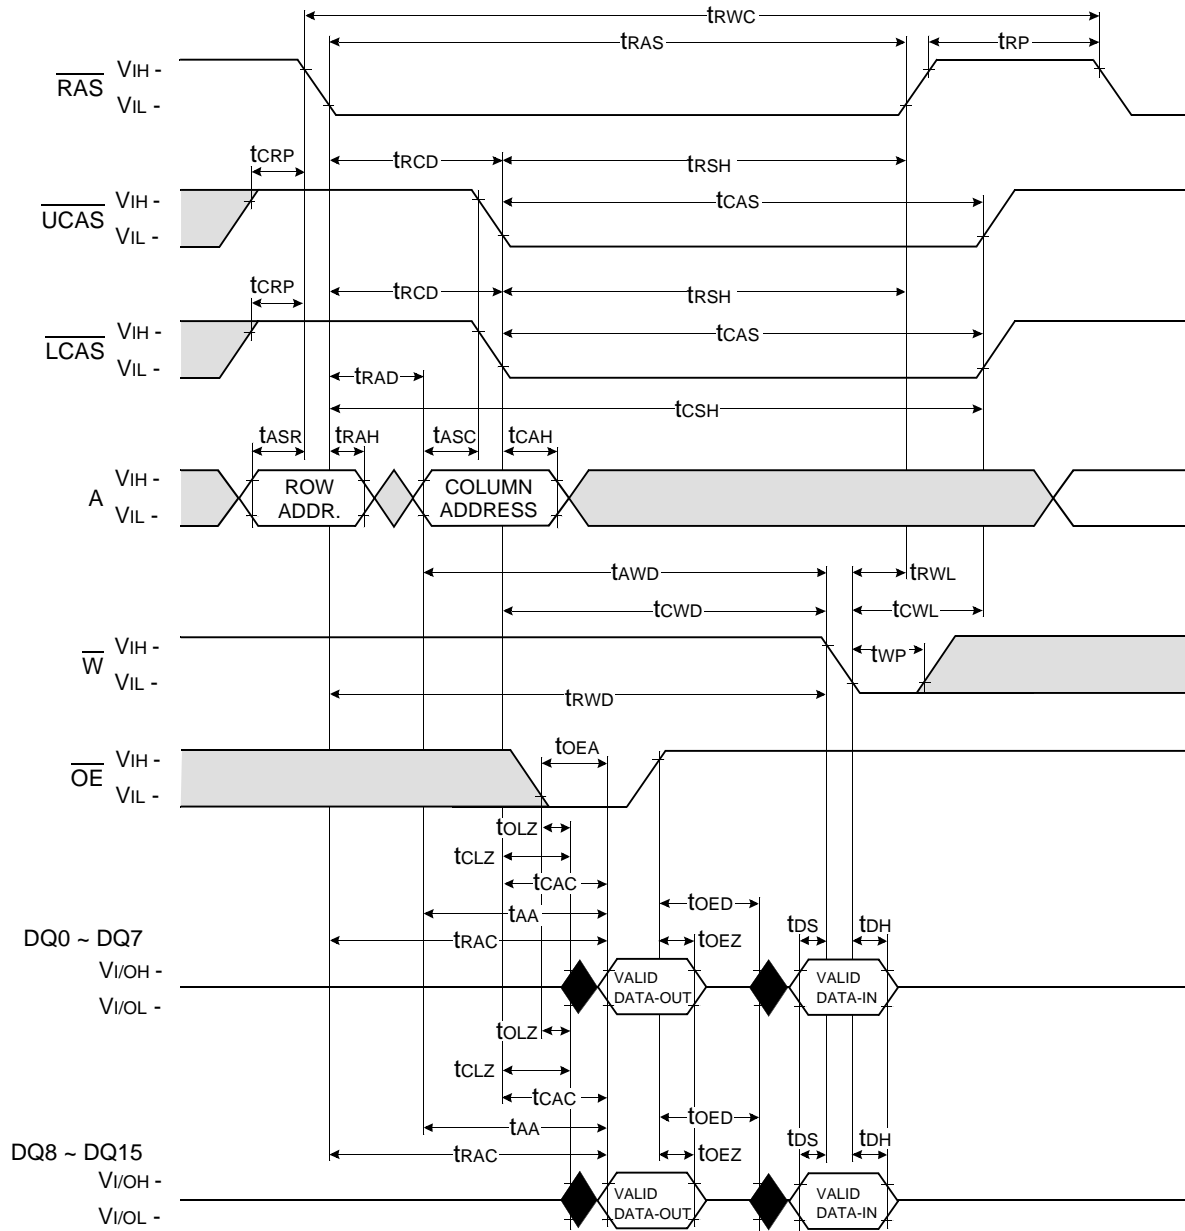 tRWC
tRAS tRP
RAS VIH -
VIL -
tCRP tRCD tRSH
UCAS VIH - tCAS
VIL -
tCRP tRCD tRSH
LCAS VIH - tCAS
VIL -
tRAD
tCSH
tASR tRAH tASC tCAH
A VIH -
VIL -
ROW
ADDR.
COLUMN
ADDRESS
tAWD tRWL
tCWD tCWL
W VIH - tWP
VIL -
tRWD
OE VIH - tOEA
VIL -
tOLZ
tCLZ
tCAC
tOED
tAA
tDS tDH
DQ0 ~ DQ7
tRAC tOEZ
VI/OH -
VI/OL -
VALID
DATA-OUT
VALID
DATA-IN
tOLZ
tCLZ
tCAC
tOED
tAA
tDS tDH
DQ8 ~ DQ15
tRAC tOEZ
VI/OH -
VI/OL -
VALID
DATA-OUT
VALID
DATA-IN